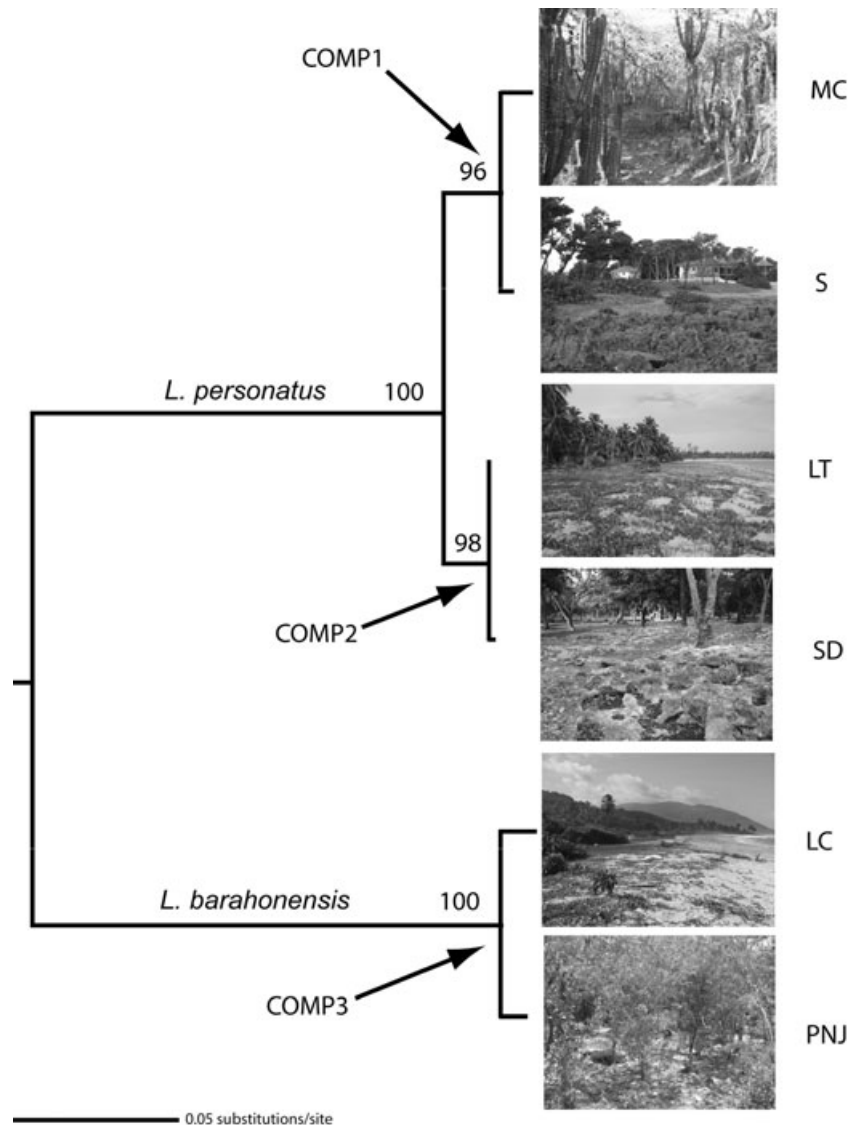 COMP1
MC
96
S
L. personatus
100
LT
98
COMP2
SD
LC
L. barahonensis
100
COMP3
PNJ
0.05 substitutions/site